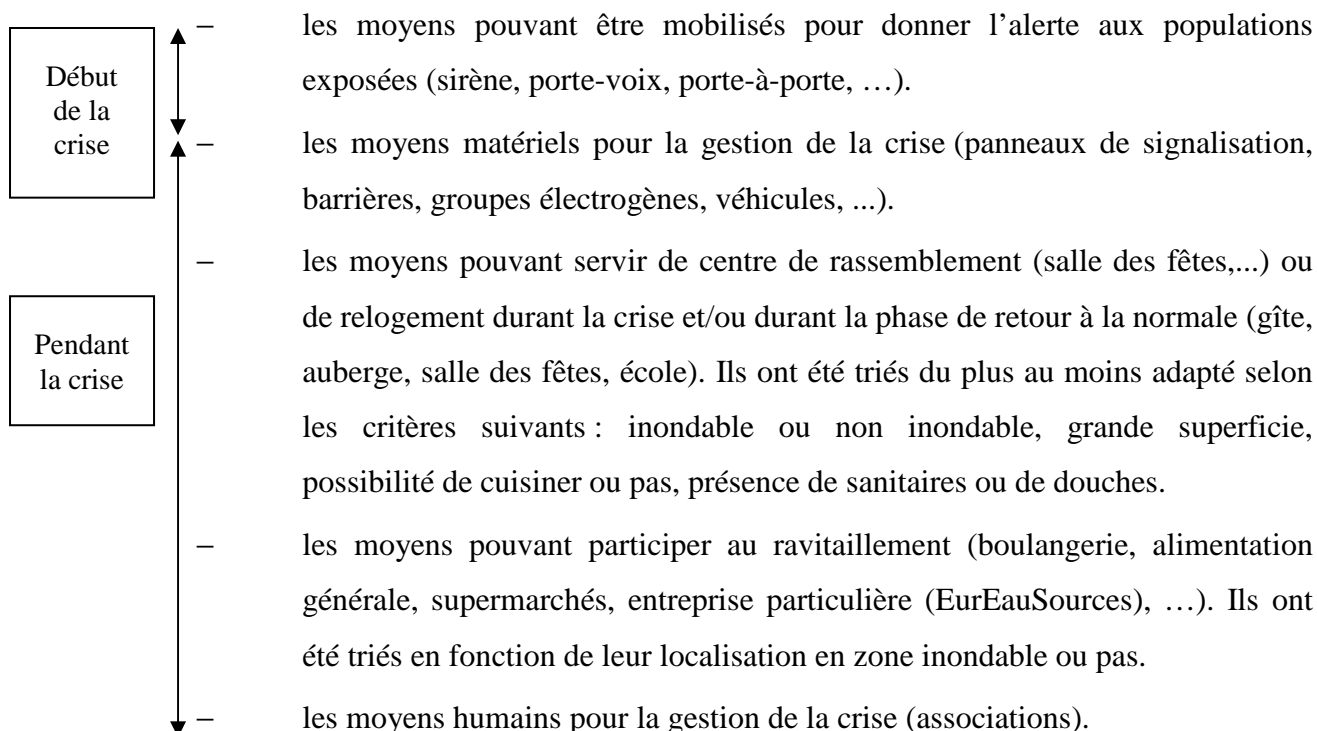 – les moyens pouvant être mobilisés pour donner l’alerte aux populations
exposées (sirène, porte-voix, porte-à-porte, …).
Début
de la
crise
– les moyens matériels pour la gestion de la crise (panneaux de signalisation,
barrières, groupes électrogènes, véhicules, ...).
– les moyens pouvant servir de centre de rassemblement (salle des fêtes,...) ou
de relogement durant la crise et/ou durant la phase de retour à la normale (gîte,
auberge, salle des fêtes, école). Ils ont été triés du plus au moins adapté selon
les critères suivants : inondable ou non inondable, grande superficie,
possibilité de cuisiner ou pas, présence de sanitaires ou de douches.
Pendant
la crise
– les moyens pouvant participer au ravitaillement (boulangerie, alimentation
générale, supermarchés, entreprise particulière (EurEauSources), …). Ils ont
été triés en fonction de leur localisation en zone inondable ou pas.
– les moyens humains pour la gestion de la crise (associations).